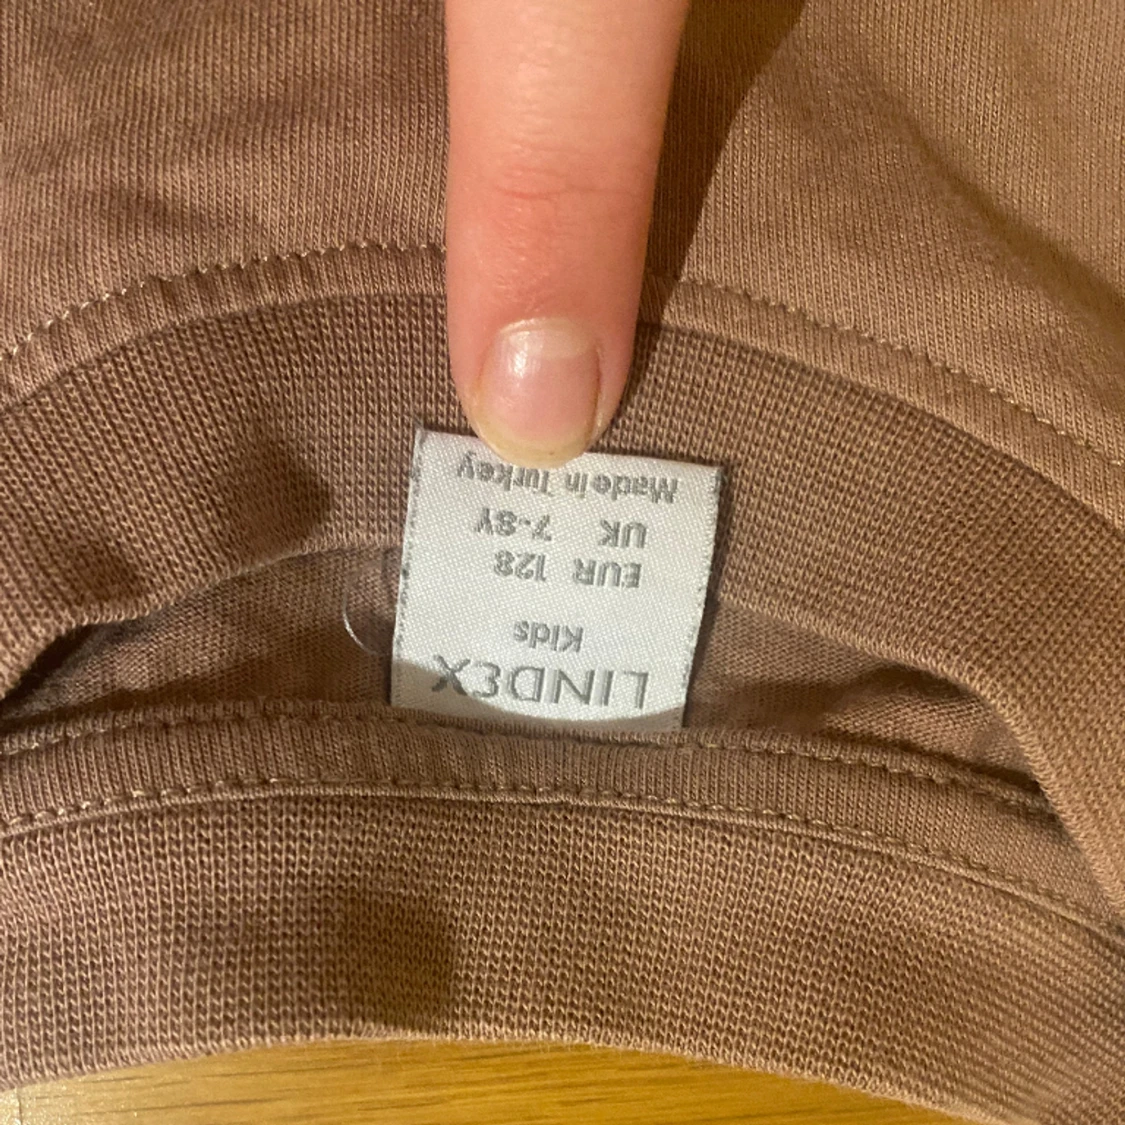 LINDEX
Kids
EUR 128
UK 7-8Y
Made in Turkey